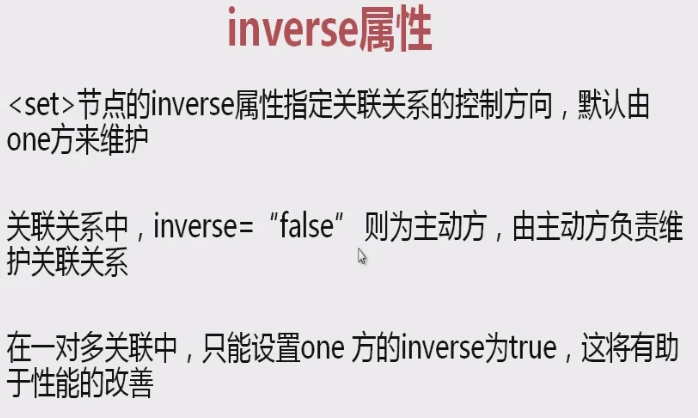 inverse属性
<set>节点的inverse属性指定关联关系的控制方向，默认由
one方来维护
关联关系中，inverse=“false” 则为主动方，由主动方负责维
护关联关系
在一对多关联中，只能设置one 方的inverse为true，这将有助
于性能的改善